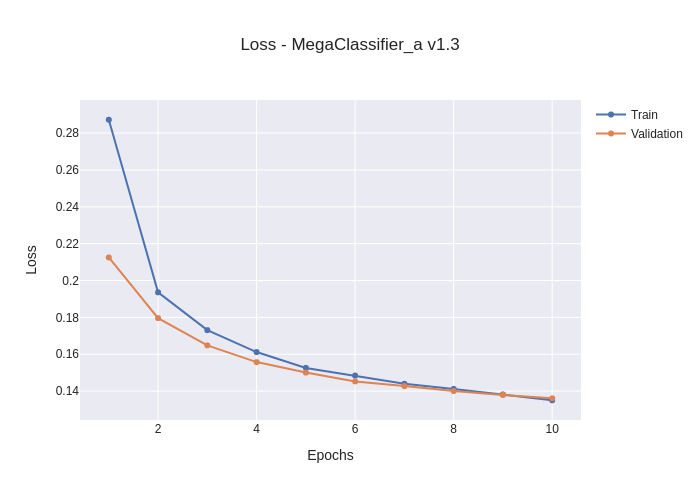 Loss - MegaClassifier_a v1.3
Train
Validation
0.28
0.26
0.24
0.22
0.2
0.18
0.16
0.14
Loss
2
4
6
8
10
Epochs